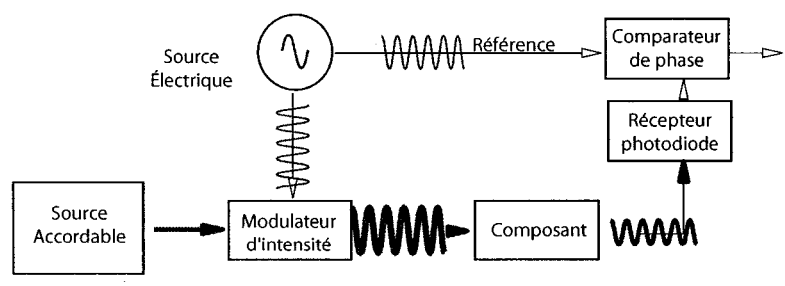 Source
Électrique
Référence
Comparateur
de phase
Récepteur
photodiode
Source
Accordable
Modulateur
d'intensité
Composant